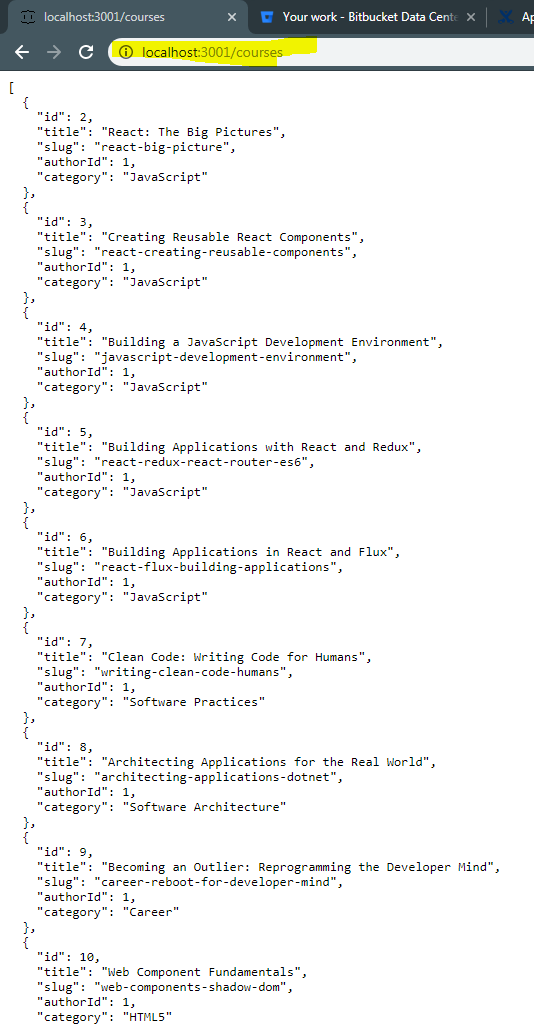 localhost:3001/courses
Your work - Bitbucket Data Cent
localhost:3001/courses
[
{
"id": 2,
"title": "React: The Big Pictures",
"slug": "react-big-picture",
"authorId": 1,
"category": "JavaScript"
},
{
"id": 3,
"title": "Creating Reusable React Components",
"slug": "react-creating-reusable-components",
"authorId": 1,
"category": "JavaScript"
},
{
"id": 4,
"title": "Building a JavaScript Development Environment",
"slug": "javascript-development-environment",
"authorId": 1,
"category": "JavaScript"
},
{
"id": 5,
"title": "Building Applications with React and Redux",
"slug": "react-redux-react-router-es6",
"authorId": 1,
"category": "JavaScript"
},
{
"id": 6,
"title": "Building Applications in React and Flux",
"slug": "react-flux-building-applications",
"authorId": 1,
"category": "JavaScript"
},
{
"id": 7,
"title": "Clean Code: Writing Code for Humans",
"slug": "writing-clean-code-humans",
"authorId": 1,
"category": "Software Practices"
},
{
"id": 8,
"title": "Architecting Applications for the Real World",
"slug": "architecting-applications-dotnet",
"authorId": 1,
"category": "Software Architecture"
},
{
"id": 9,
"title": "Becoming an Outlier: Reprogramming the Developer Mind",
"slug": "career-reboot-for-developer-mind",
"authorId": 1,
"category": "Career"
},
{
"id": 10,
"title": "Web Component Fundamentals",
"slug": "web-components-shadow-dom",
"authorId": 1,
"category": "HTML5"